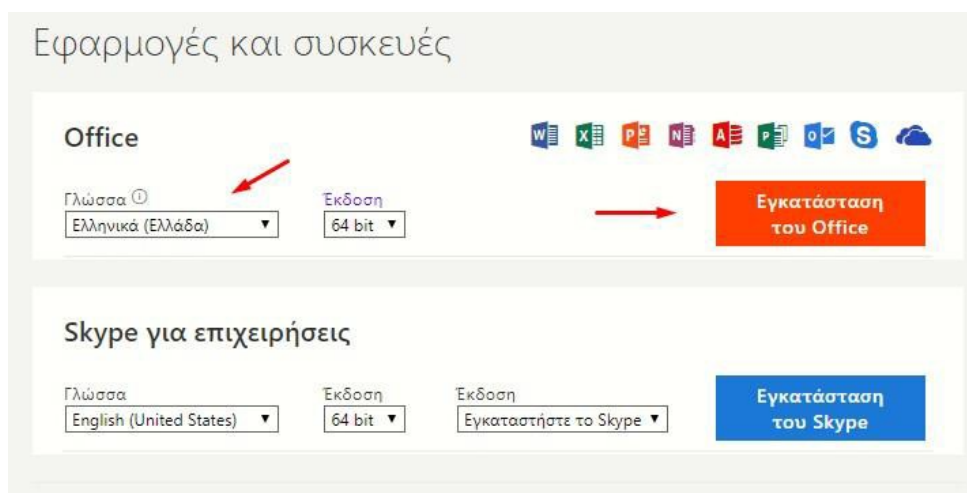 Εφαρμογές και συσκευές
Office
Γλώσσα
Έκδοση
Ελληνικά (Ελλάδα)
64 bit
Εγκατάσταση
του Office
Skype για επιχειρήσεις
Γλώσσα
Έκδοση
Έκδοση
English (United States)
64 bit
Εγκαταστήστε το Skype
Εγκατάσταση
του Skype